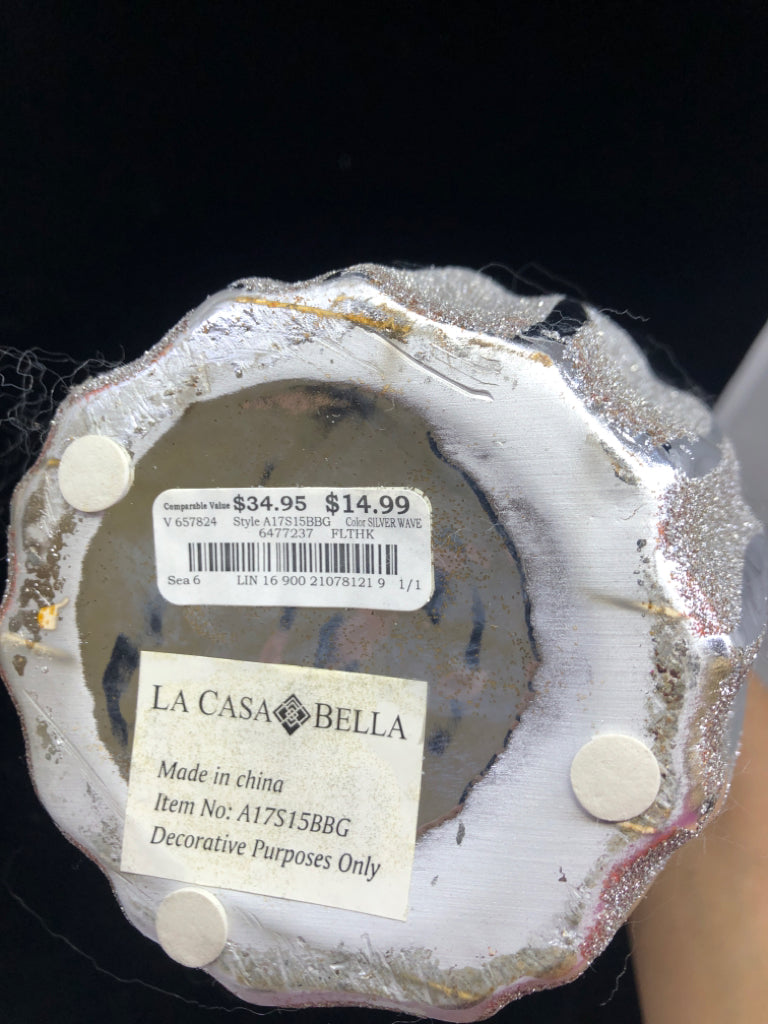 Comparable Value $34.95 $14.99
V 657824 Style A17S15BBG Color SILVER WAVE
6477237 FLTHK
Sea 6 LIN 16 900 21078121 9 1/1
LA CASA BELLA
Made in china
Item No: A17S15BBG
Decorative Purposes Only